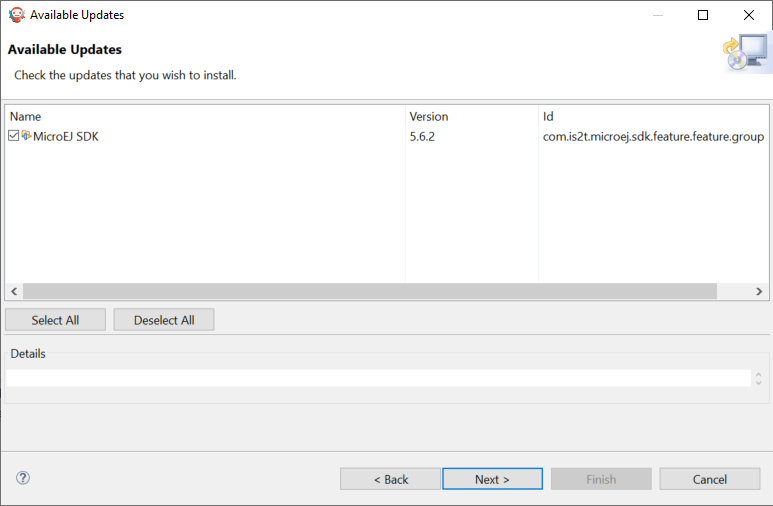 Available Updates
Available Updates
Check the updates that you wish to install.
Name Version Id
MicroEJ SDK 5.6.2 com.is2t.microej.sdk.feature.feature.group
Select All Deselect All
Details
? < Back Next > Finish Cancel